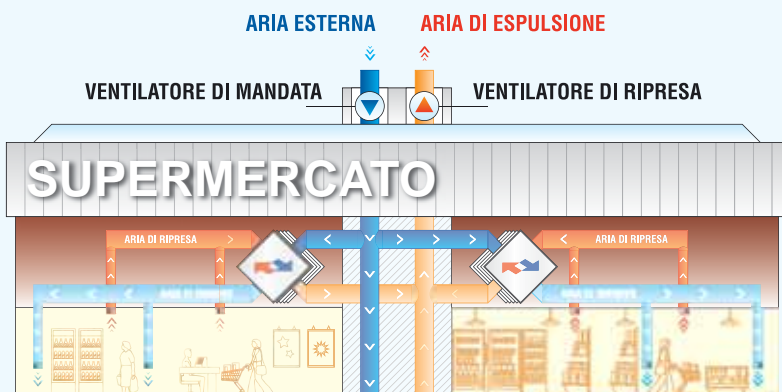 ARIA ESTERNA
ARIA DI ESPULSIONE
VENTILATORE DI MANDATA
VENTILATORE DI RIPRESA
SUPERMERCATO
ARIA DI RIPRESA
ARIA DI RIPRESA